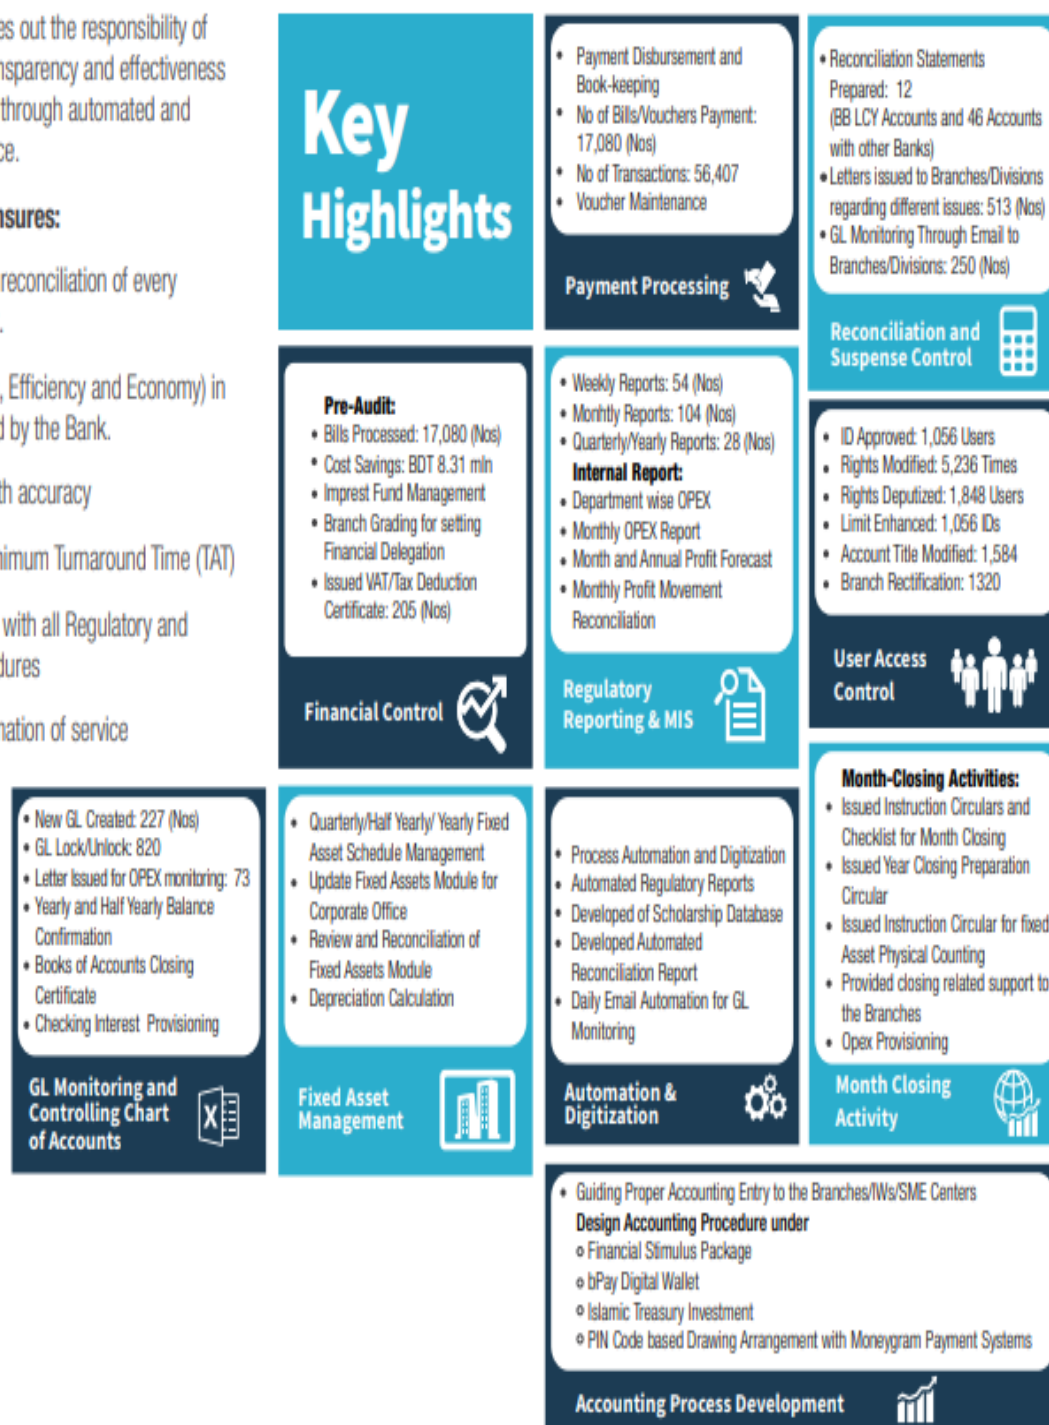 es out the responsibility of
nsparency and effectiveness
through automated and
ce.
nsures:
reconciliation of every
.
, Efficiency and Economy) in
d by the Bank.
th accuracy
nimum Turnaround Time (TAT)
with all Regulatory and
dures
nation of service
Key
Highlights
• Payment Disbursement and
Book-keeping
• No of Bills/Vouchers Payment:
17,080 (Nos)
• No of Transactions: 56,407
• Voucher Maintenance
Payment Processing
• Reconciliation Statements
Prepared: 12
(BB LCY Accounts and 46 Accounts
with other Banks)
• Letters issued to Branches/Divisions
regarding different issues: 513 (Nos)
• GL Monitoring Through Email to
Branches/Divisions: 250 (Nos)
Reconciliation and
Suspense Control
Pre-Audit:
• Bills Processed: 17,080 (Nos)
• Cost Savings: BDT 8.31 mln
• Imprest Fund Management
• Branch Grading for setting
Financial Delegation
• Issued VAT/Tax Deduction
Certificate: 205 (Nos)
Financial Control
• Weekly Reports: 54 (Nos)
• Monhtly Reports: 104 (Nos)
• Quarterly/Yearly Reports: 28 (Nos)
Internal Report:
• Department wise OPEX
• Monthly OPEX Report
• Month and Annual Profit Forecast
• Monthly Profit Movement
Reconciliation
Regulatory
Reporting & MIS
• ID Approved: 1,056 Users
• Rights Modified: 5,236 Times
• Rights Deputized: 1,848 Users
• Limit Enhanced: 1,056 IDs
• Account Title Modified: 1,584
• Branch Rectification: 1320
User Access
Control
• New GL Created: 227 (Nos)
• GL Lock/Unlock: 820
• Letter Issued for OPEX monitoring: 73
• Yearly and Half Yearly Balance
Confirmation
• Books of Accounts Closing
Certificate
• Checking Interest Provisioning
GL Monitoring and
Controlling Chart
of Accounts
X
• Quarterly/Half Yearly/ Yearly Fixed
Asset Schedule Management
• Update Fixed Assets Module for
Corporate Office
• Review and Reconciliation of
Fixed Assets Module
• Depreciation Calculation
Fixed Asset
Management
• Process Automation and Digitization
• Automated Regulatory Reports
• Developed of Scholarship Database
• Developed Automated
Reconciliation Report
• Daily Email Automation for GL
Monitoring
Automation &
Digitization
Month-Closing Activities:
• Issued Instruction Circulars and
Checklist for Month Closing
• Issued Year Closing Preparation
Circular
• Issued Instruction Circular for fixed
Asset Physical Counting
• Provided closing related support to
the Branches
• Opex Provisioning
Month Closing
Activity
• Guiding Proper Accounting Entry to the Branches/IWs/SME Centers
Design Accounting Procedure under
o Financial Stimulus Package
o bPay Digital Wallet
o Islamic Treasury Investment
o PIN Code based Drawing Arrangement with Moneygram Payment Systems
Accounting Process Development